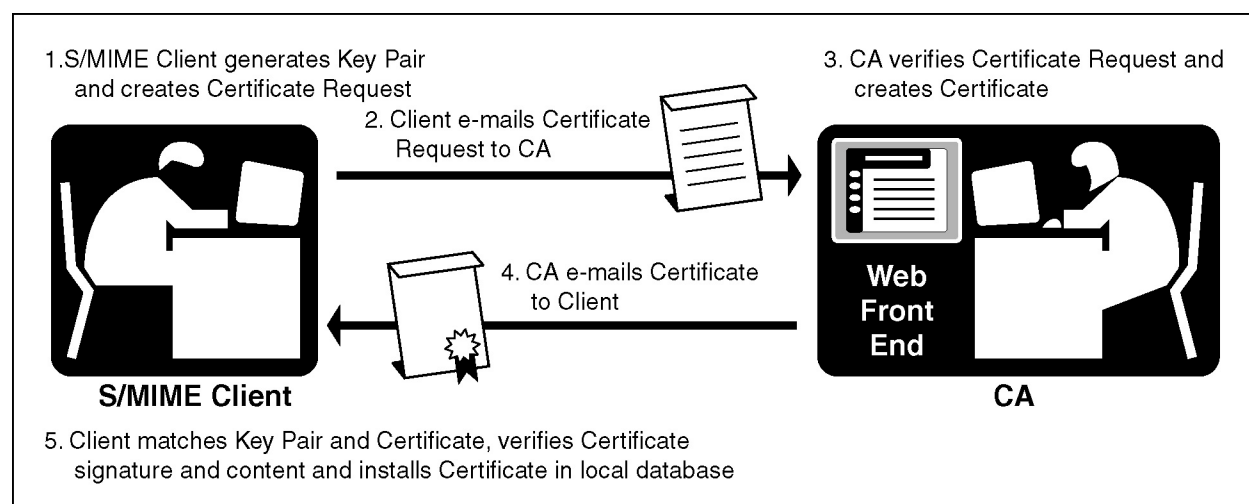 1.S/MIME Client generates Key Pair
and creates Certificate Request
2. Client e-mails Certificate
Request to CA
3. CA verifies Certificate Request and
creates Certificate
4. CA e-mails Certificate
to Client
Web
Front
End
S/MIME Client
CA
5. Client matches Key Pair and Certificate, verifies Certificate
signature and content and installs Certificate in local database